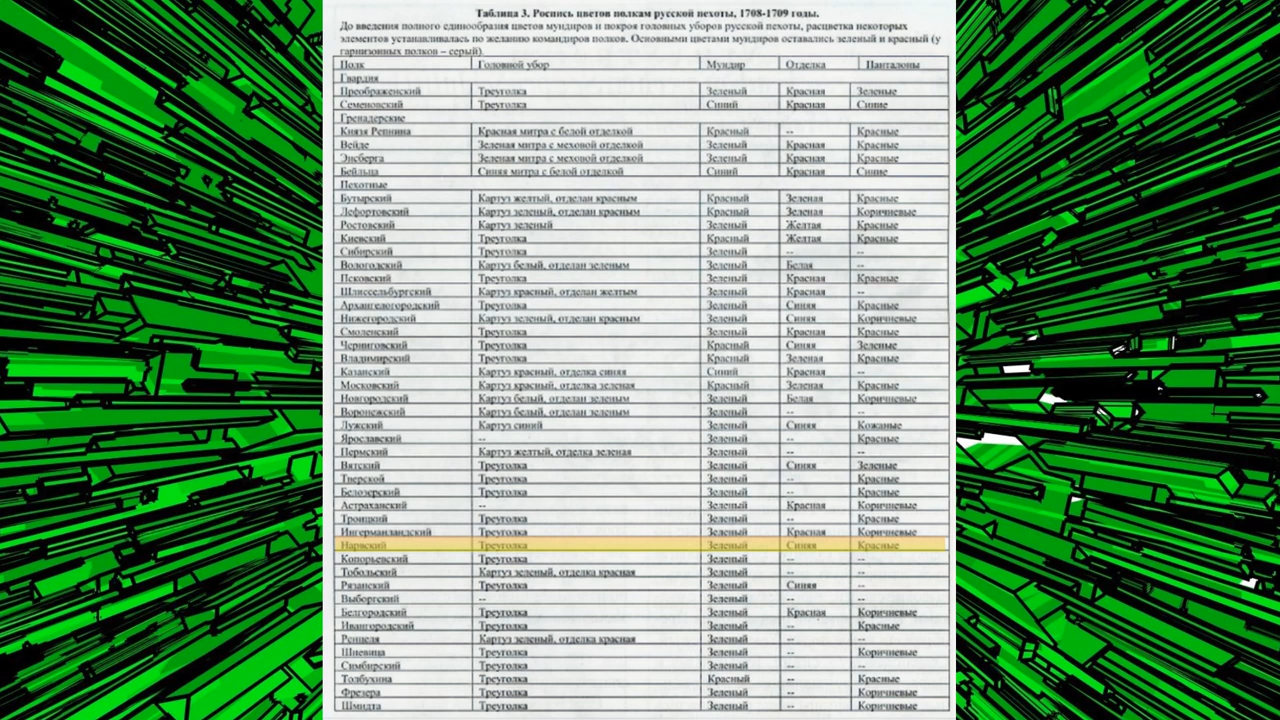 Таблица 3. Роспись цветов полкам русской пехоты, 1708-1709 годы.
До введения полного единообразия цветов мундиров и покроя головных уборов русской пехоты, расцветка некоторых
элементов устанавливалась по желанию командиров полков. Основными цветами мундиров оставались зеленый и красный (у
гарнизонных полков – серый).
Полк Головной убор Мундир Отделка Панталоны
Гвардия
Преображенский Треуголка Зеленый Красная Зеленые
Семеновский Треуголка Синий Красная Синие
Гренадерские
Князя Репнина Красная митра с белой отделкой Красный -- Красные
Вейде Зеленая митра с меховой отделкой Зеленый Красная Красные
Энсберга Зеленая митра с меховой отделкой Зеленый Красная Красные
Бейльца Синяя митра с белой отделкой Синий Красная Синие
Пехотные
Бутырский Картуз желтый, отделан красным Красный Зеленая Красные
Лефортовский Картуз зеленый, отделан красным Красный Зеленая Коричневые
Ростовский Картуз зеленый Зеленый Желтая Красные
Киевский Треуголка Красный Желтая Красные
Сибирский Треуголка Зеленый -- --
Вологодский Картуз белый, отделан зеленым Зеленый Белая --
Псковский Треуголка Зеленый Красная Красные
Шлиссельбургский Картуз красный, отделан желтым Зеленый Красная --
Архангелогородский Треуголка Зеленый Синяя Красные
Нижегородский Картуз зеленый, отделан красным Зеленый Синяя Коричневые
Смоленский Треуголка Зеленый Красная Красные
Черниговский Треуголка Красный Синяя Зеленые
Владимирский Треуголка Красный Зеленая Красные
Казанский Картуз красный, отделка синяя Синий Красная --
Московский Картуз красный, отделка зеленая Красный Зеленая Красные
Новгородский Картуз белый, отделан зеленым Зеленый Белая Коричневые
Воронежский Картуз белый, отделан зеленым Зеленый -- --
Лужский Картуз синий Зеленый Синяя Кожаные
Ярославский -- Зеленый -- Красные
Пермский Картуз желтый, отделка зеленая Зеленый -- --
Вятский Треуголка Зеленый Синяя Зеленые
Тверской Треуголка Зеленый -- Красные
Белозерский Треуголка Зеленый -- Красные
Астраханский -- Зеленый Красная Коричневые
Троицкий Треуголка Зеленый -- Красные
Ингерманландский Треуголка Зеленый Красная Коричневые
Нарвский Треуголка Зеленый Синяя Красные
Копорьевский Треуголка Зеленый -- --
Тобольский Картуз зеленый, отделка красная Зеленый -- --
Рязанский Треуголка Зеленый Синяя --
Выборгский -- Зеленый -- --
Белгородский Треуголка Зеленый Красная Коричневые
Ивангородский Треуголка Зеленый -- Красные
Ренцеля Картуз зеленый, отделка красная Зеленый -- --
Шневица Треуголка Зеленый -- Коричневые
Симбирский Треуголка Зеленый -- --
Толбухина Треуголка Красный -- Красные
Фрезера Треуголка Зеленый -- Коричневые
Шмидта Треуголка Зеленый -- Коричневые